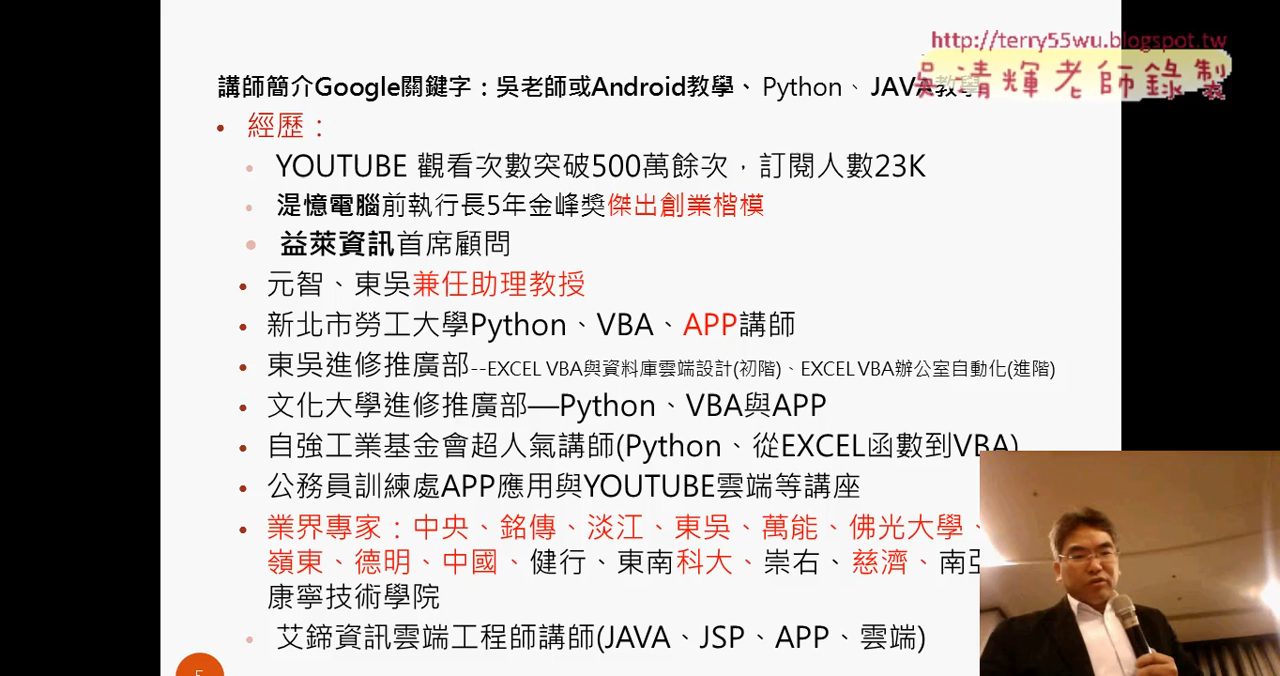 http://terry55wu.blogspot.tw
吳清輝老師錄製
講師簡介Google關鍵字：吳老師或Android教學、Python、JAVA教學
• 經歷：
• YOUTUBE 觀看次數突破500萬餘次，訂閱人數23K
• 湜憶電腦前執行長5年金峰獎傑出創業楷模
• 益萊資訊首席顧問
• 元智、東吳兼任助理教授
• 新北市勞工大學Python、VBA、APP講師
• 東吳進修推廣部--EXCEL VBA與資料庫雲端設計(初階)、EXCEL VBA辦公室自動化(進階)
• 文化大學進修推廣部—Python、VBA與APP
• 自強工業基金會超人氣講師(Python、從EXCEL函數到VBA)
• 公務員訓練處APP應用與YOUTUBE雲端等講座
• 業界專家：中央、銘傳、淡江、東吳、萬能、佛光大學、
嶺東、德明、中國、健行、東南科大、崇右、慈濟、南亞
康寧技術學院
• 艾鍗資訊雲端工程師講師(JAVA、JSP、APP、雲端)
5